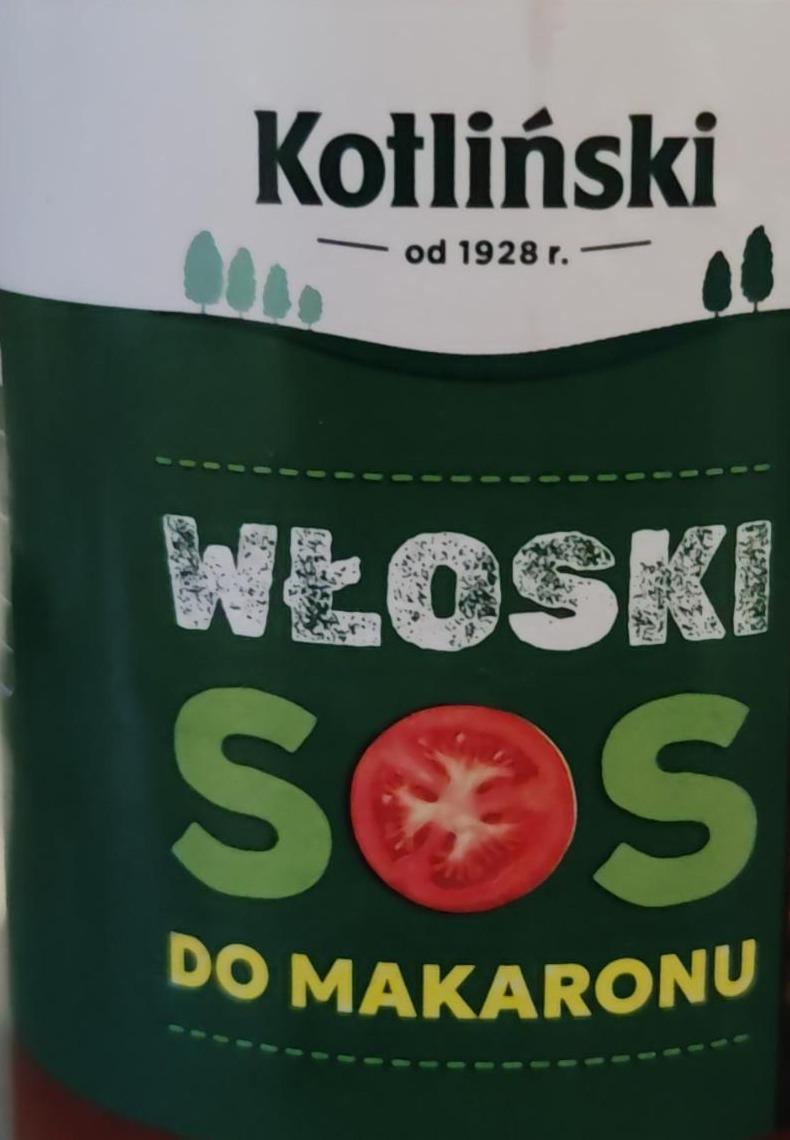 Kotliński
od 1928 r.
WŁOSKI
SOS
DO MAKARONU